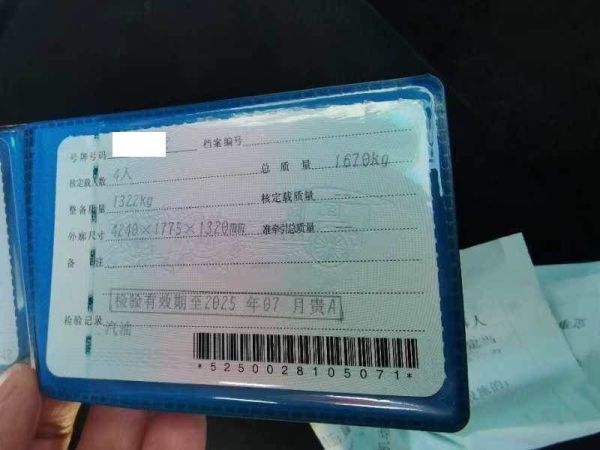 号牌号码 档案编号
核定载人数 4人 总质量 1670kg
整备质量 1322kg 核定载质量
外廓尺寸 4240×1775×1320mm 准牵引总质量
备注
检验有效期至2025年07月贵A
检验记录 汽油
*5250028105071*
人